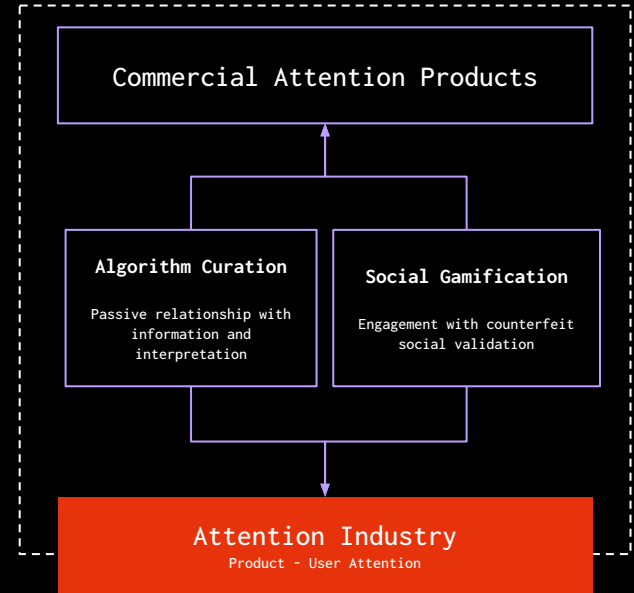 Commercial Attention Products
Algorithm Curation
Passive relationship with
information and
interpretation
Social Gamification
Engagement with counterfeit
social validation
Attention Industry
Product - User Attention